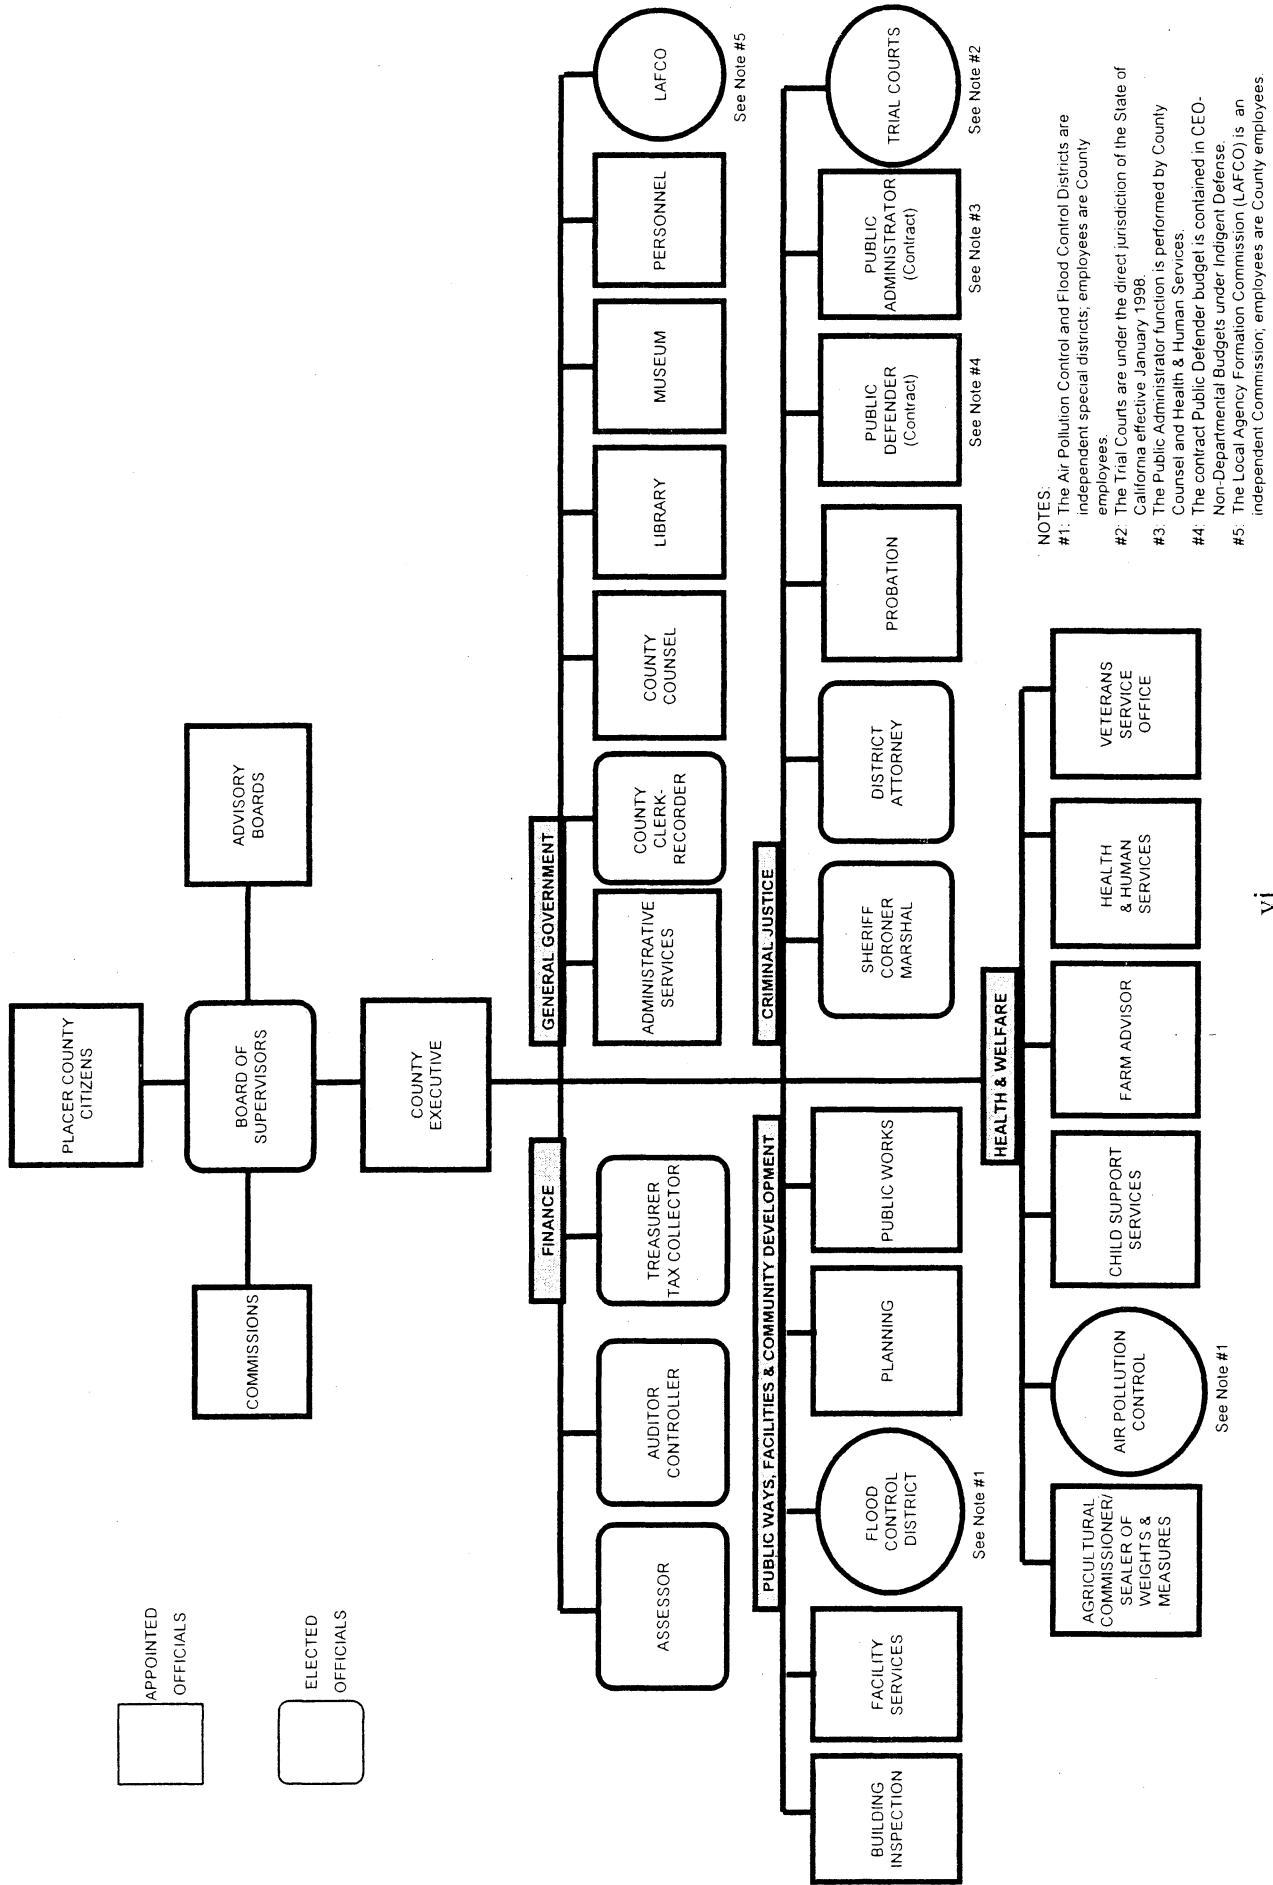 APPOINTED
OFFICIALS
ELECTED
OFFICIALS
PLACER COUNTY
CITIZENS
COMMISSIONS
BOARD OF
SUPERVISORS
ADVISORY
BOARDS
COUNTY
EXECUTIVE
FINANCE
GENERAL GOVERNMENT
ASSESSOR
AUDITOR
CONTROLLER
TREASURER
TAX COLLECTOR
ADMINISTRATIVE
SERVICES
COUNTY
CLERK-
RECORDER
COUNTY
COUNSEL
LIBRARY
MUSEUM
PERSONNEL
LAFCO
See Note #5
PUBLIC WAYS, FACILITIES & COMMUNITY DEVELOPMENT
CRIMINAL JUSTICE
BUILDING
INSPECTION
FACILITY
SERVICES
FLOOD
CONTROL
DISTRICT
See Note #1
PLANNING
PUBLIC WORKS
SHERIFF
CORONER
MARSHAL
DISTRICT
ATTORNEY
PROBATION
PUBLIC
DEFENDER
(Contract)
See Note #4
PUBLIC
ADMINISTRATOR
(Contract)
See Note #3
TRIAL COURTS
See Note #2
HEALTH & WELFARE
AGRICULTURAL
COMMISSIONER/
SEALER OF
WEIGHTS &
MEASURES
AIR POLLUTION
CONTROL
See Note #1
CHILD SUPPORT
SERVICES
FARM ADVISOR
HEALTH
& HUMAN
SERVICES
VETERANS
SERVICE
OFFICE
NOTES:
#1: The Air Pollution Control and Flood Control Districts are
independent special districts; employees are County
employees.
#2: The Trial Courts are under the direct jurisdiction of the State of
California effective January 1998.
#3: The Public Administrator function is performed by County
Counsel and Health & Human Services.
#4: The contract Public Defender budget is contained in CEO-
Non-Departmental Budgets under Indigent Defense.
#5: The Local Agency Formation Commission (LAFCO) is an
independent Commission; employees are County employees.
vi